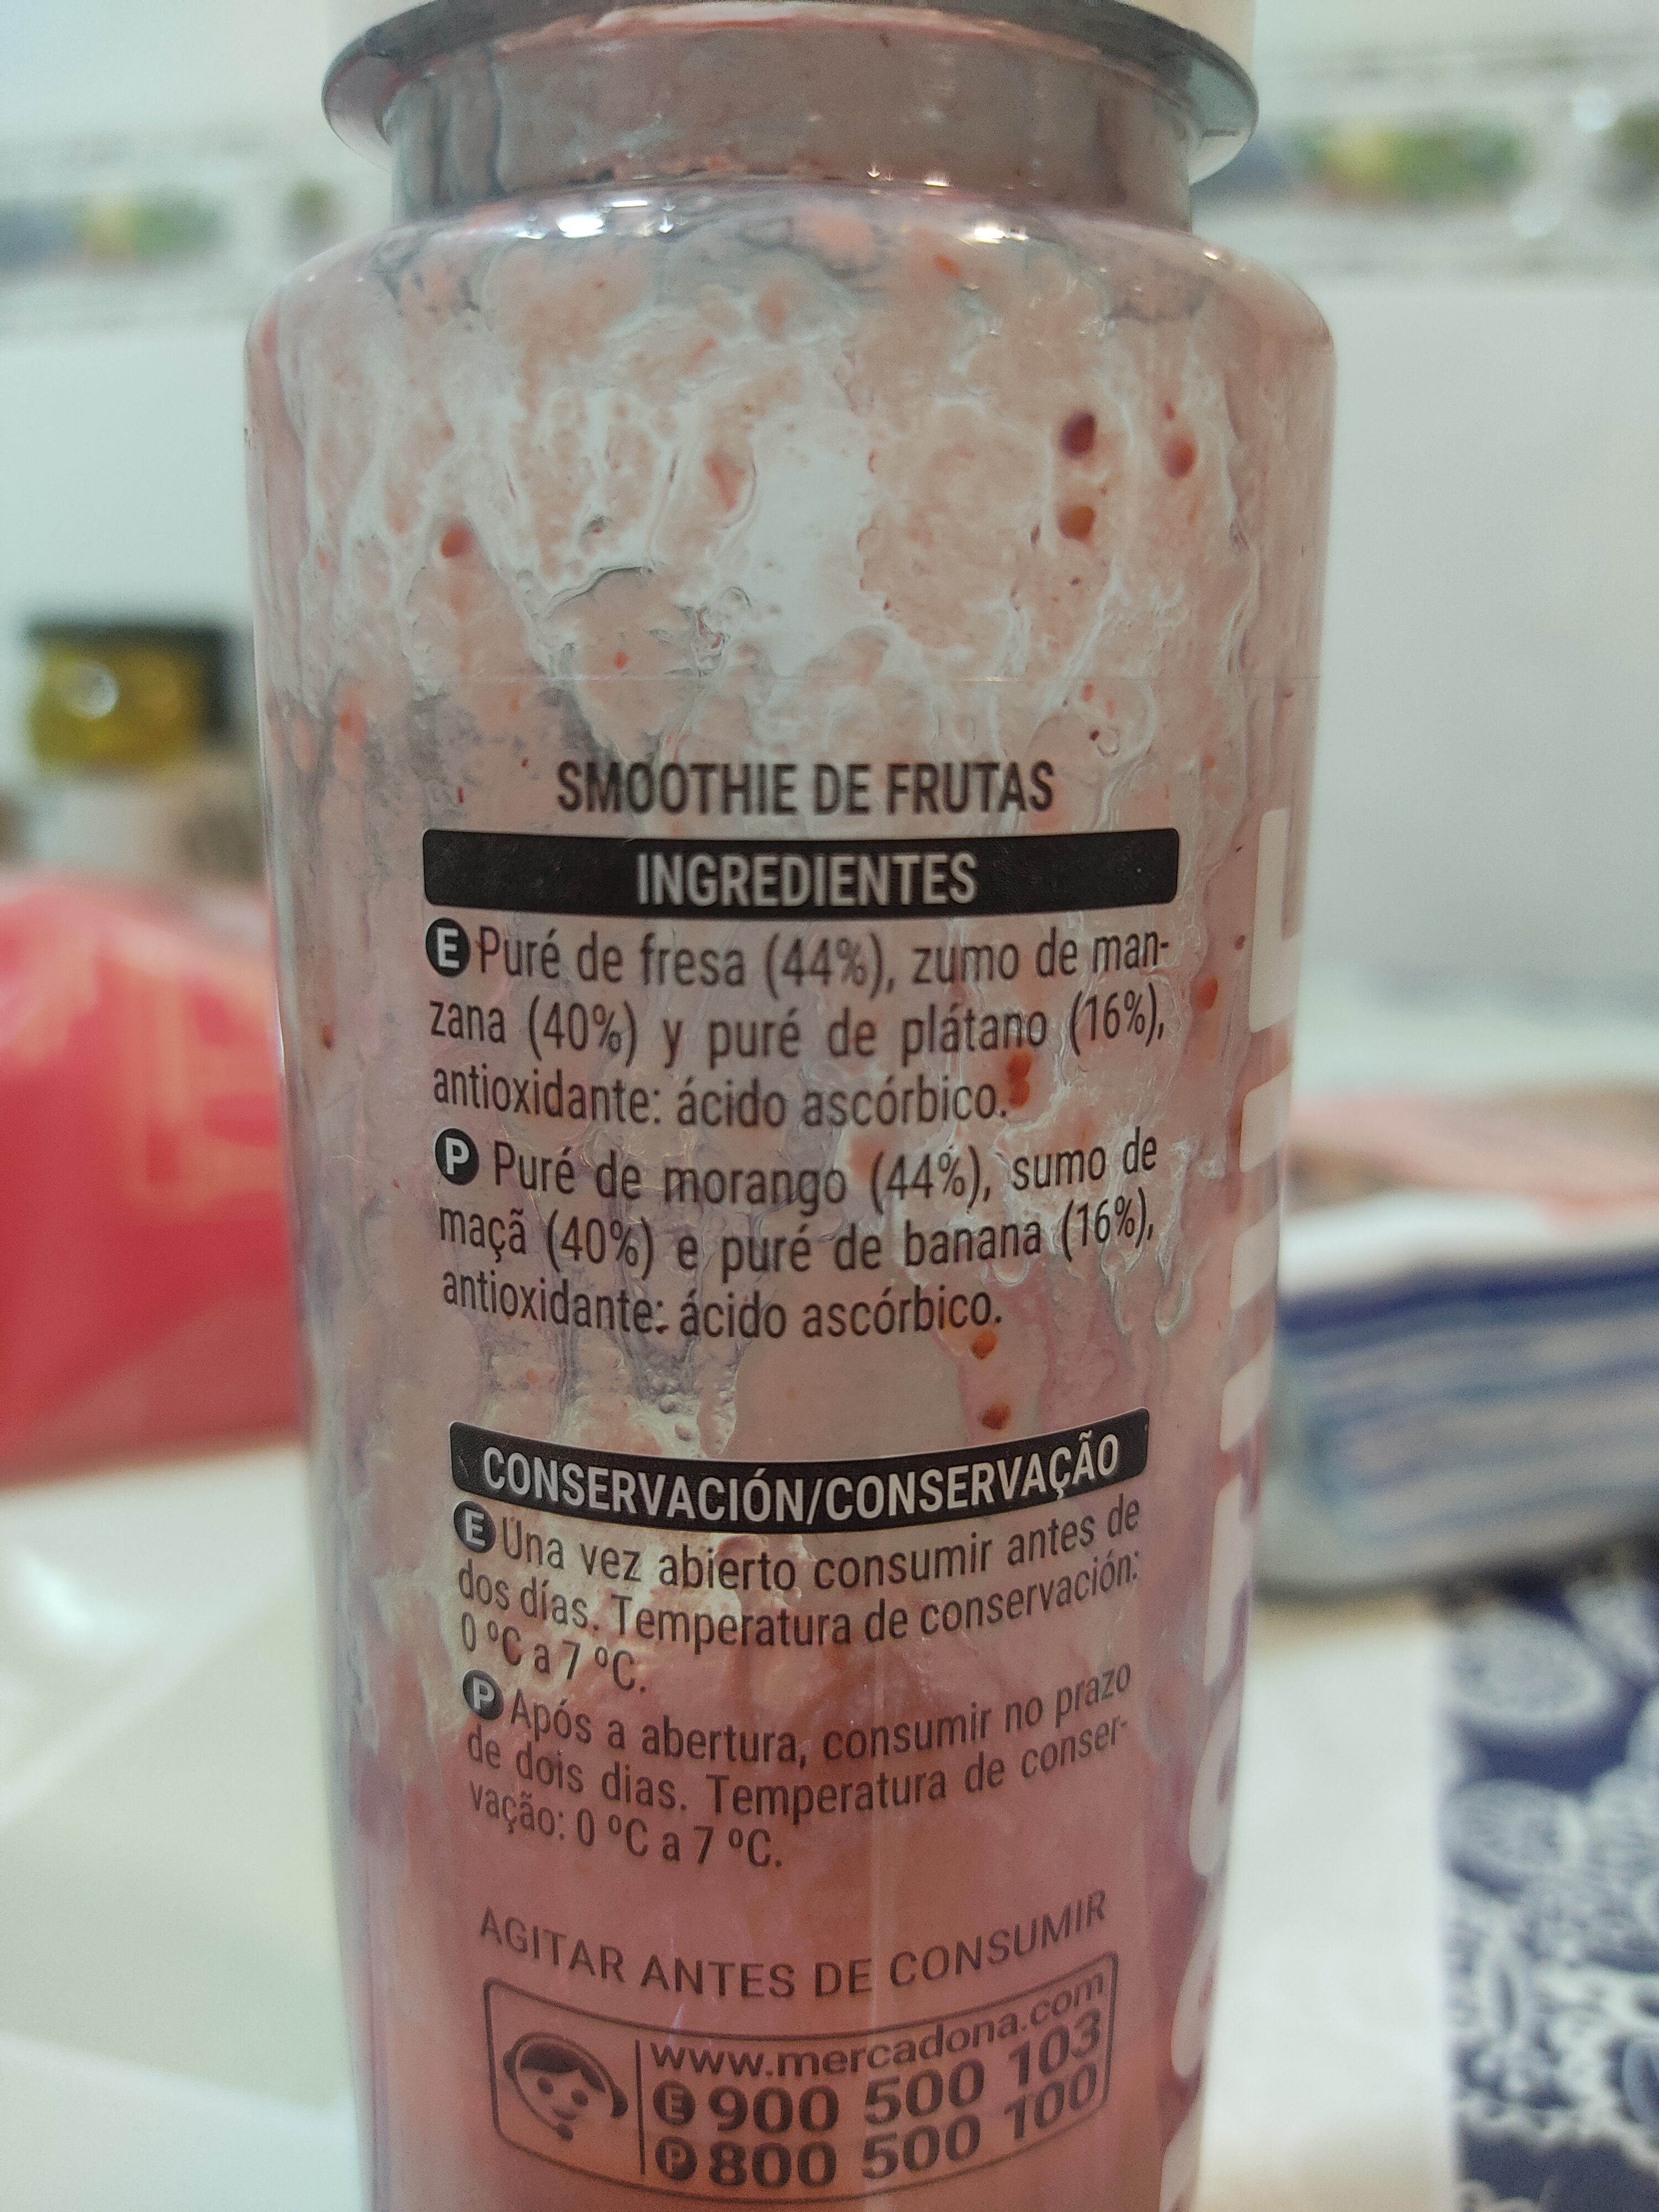 SMOOTHIE DE FRUTAS
INGREDIENTES
E Puré de fresa (44%), zumo de man-
zana (40%) y puré de plátano (16%),
antioxidante: ácido ascórbico.
P Puré de morango (44%), sumo de
maçã (40%) e puré de banana (16%),
antioxidante: ácido ascórbico.
CONSERVACIÓN/CONSERVAÇÃO
E Una vez abierto consumir antes de
dos días. Temperatura de conservación:
0 ºC a 7 ºC.
P Após a abertura, consumir no prazo
de dois dias. Temperatura de conser-
vação: 0 ºC a 7 ºC.
AGITAR ANTES DE CONSUMIR
www.mercadona.com
E 900 500 103
P 800 500 100